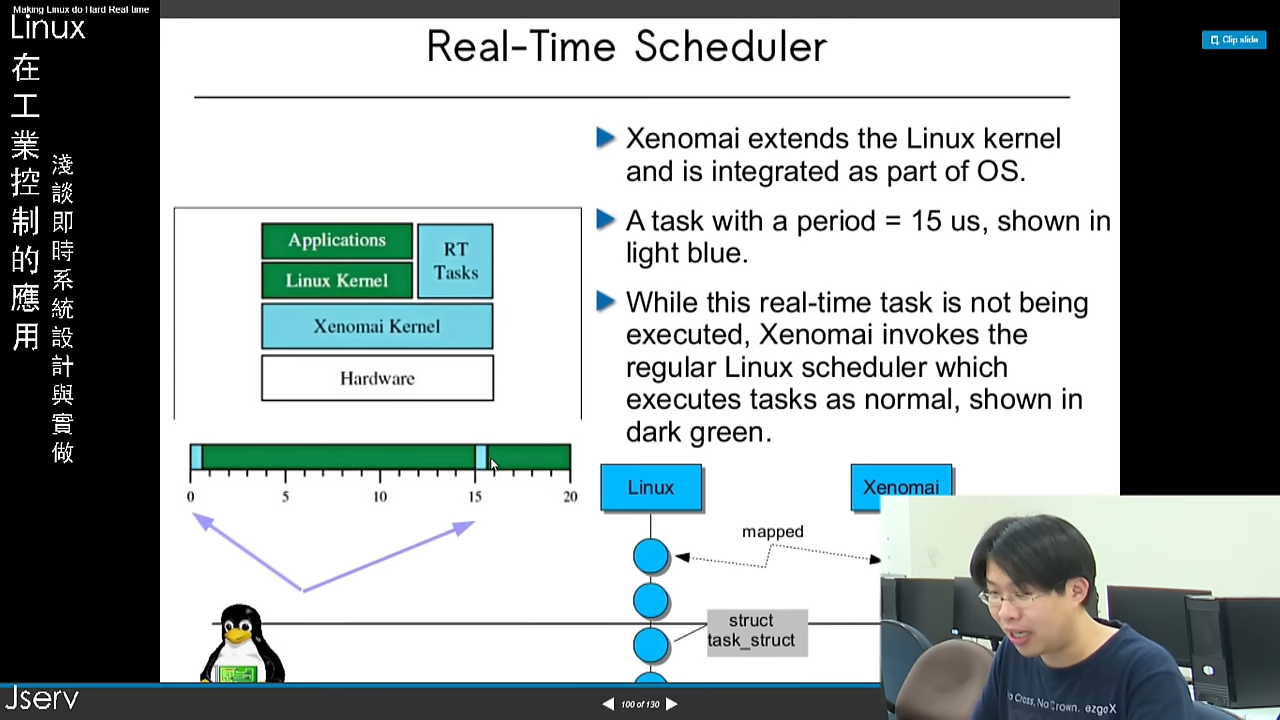 Making Linux do Hard Real-time
Linux
在工業控制的應用
淺談即時系統設計與實做
Clip slide
Real-Time Scheduler
Xenomai extends the Linux kernel
and is integrated as part of OS.
A task with a period = 15 us, shown in
light blue.
While this real-time task is not being
executed, Xenomai invokes the
regular Linux scheduler which
executes tasks as normal, shown in
dark green.
Applications
Linux Kernel
RT
Tasks
Xenomai Kernel
Hardware
0 5 10 15 20
Linux
Xenomai
mapped
struct
task_struct
Jserv
100 of 130
o Cross, No Crown. ezgoX